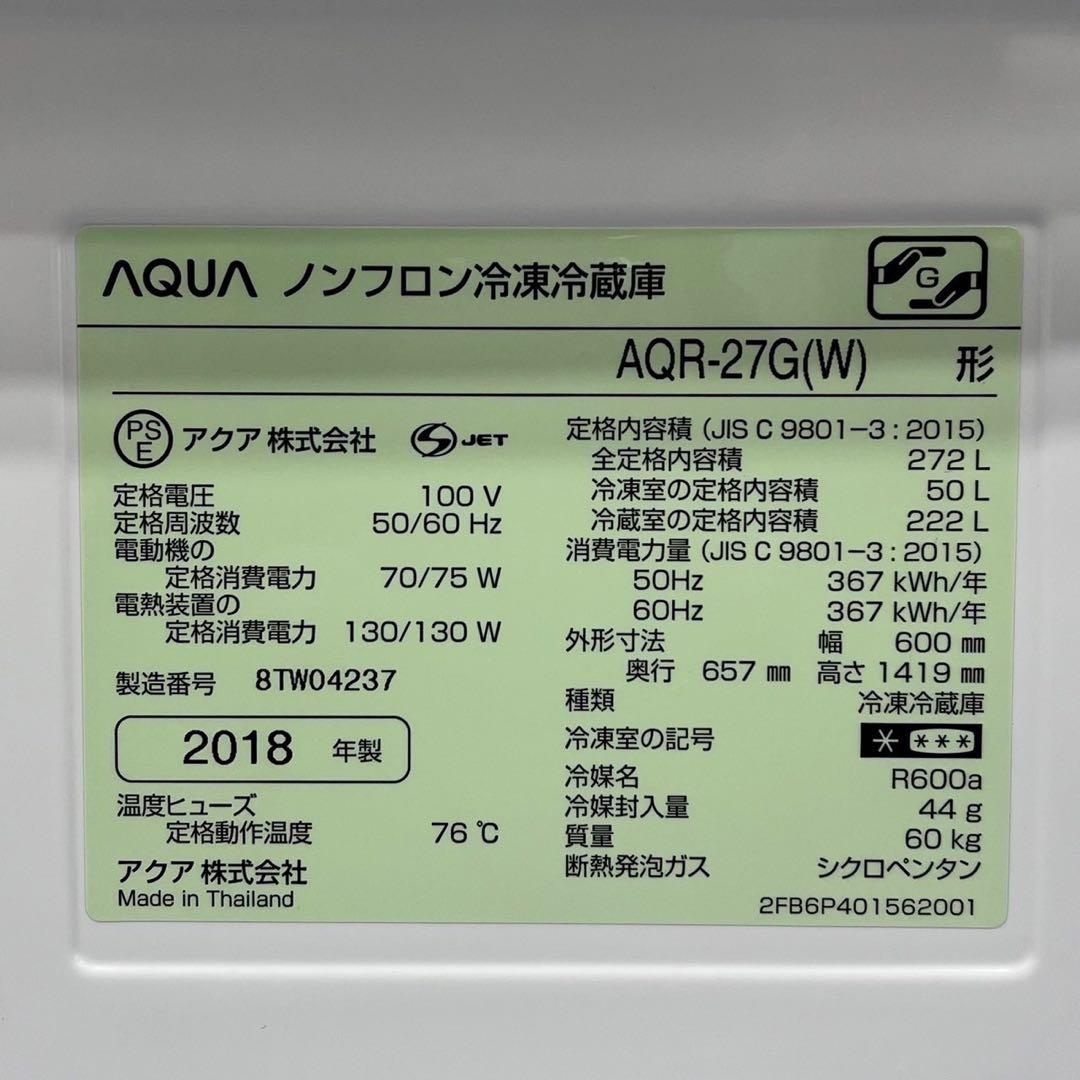 AQUA ノンフロン冷凍冷蔵庫
G
AQR-27G(W) 形
PSE アクア 株式会社 S JET
定格電圧 100 V
定格周波数 50/60 Hz
電動機の
定格消費電力 70/75 W
電熱装置の
定格消費電力 130/130 W
製造番号 8TW04237
2018 年製
温度ヒューズ
定格動作温度 76 ℃
アクア 株式会社
Made in Thailand
定格内容積 (JIS C 9801-3 : 2015)
全定格内容積 272 L
冷凍室の定格内容積 50 L
冷蔵室の定格内容積 222 L
消費電力量 (JIS C 9801-3 : 2015)
50Hz 367 kWh/年
60Hz 367 kWh/年
外形寸法 幅 600 ㎜
奥行 657 ㎜ 高さ 1419 ㎜
種類 冷凍冷蔵庫
冷凍室の記号 * ***
冷媒名 R600a
冷媒封入量 44 g
質量 60 kg
断熱発泡ガス シクロペンタン
2FB6P401562001